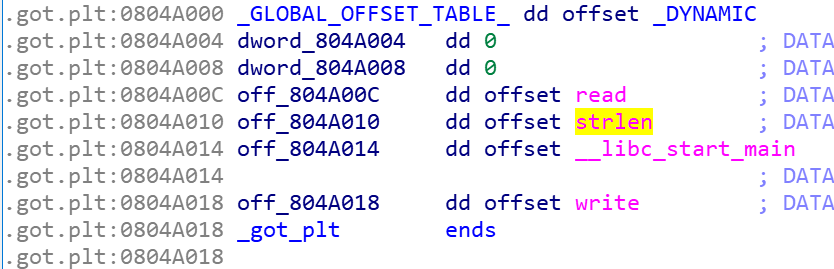 .got.plt:0804A000 _GLOBAL_OFFSET_TABLE_ dd offset _DYNAMIC
.got.plt:0804A004 dword_804A004 dd 0 ; DATA
.got.plt:0804A008 dword_804A008 dd 0 ; DATA
.got.plt:0804A00C off_804A00C dd offset read ; DATA
.got.plt:0804A010 off_804A010 dd offset strlen ; DATA
.got.plt:0804A014 off_804A014 dd offset __libc_start_main
.got.plt:0804A014 ; DATA
.got.plt:0804A018 off_804A018 dd offset write ; DATA
.got.plt:0804A018 _got_plt ends
.got.plt:0804A018